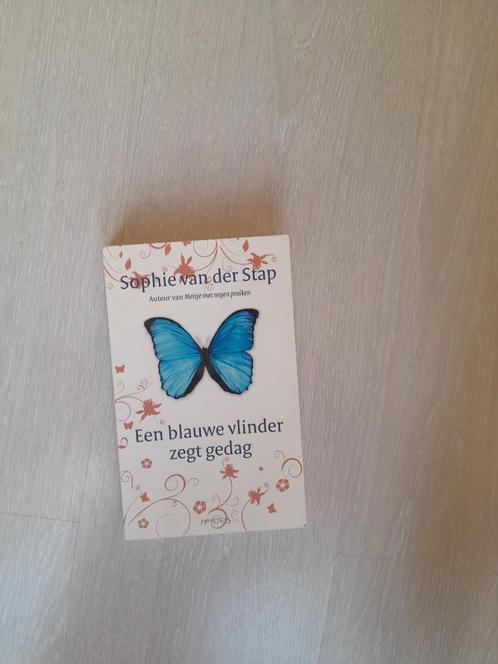 Sophie van der Stap
Auteur van Meisje met negen pruiken
Een blauwe vlinder
zegt gedag